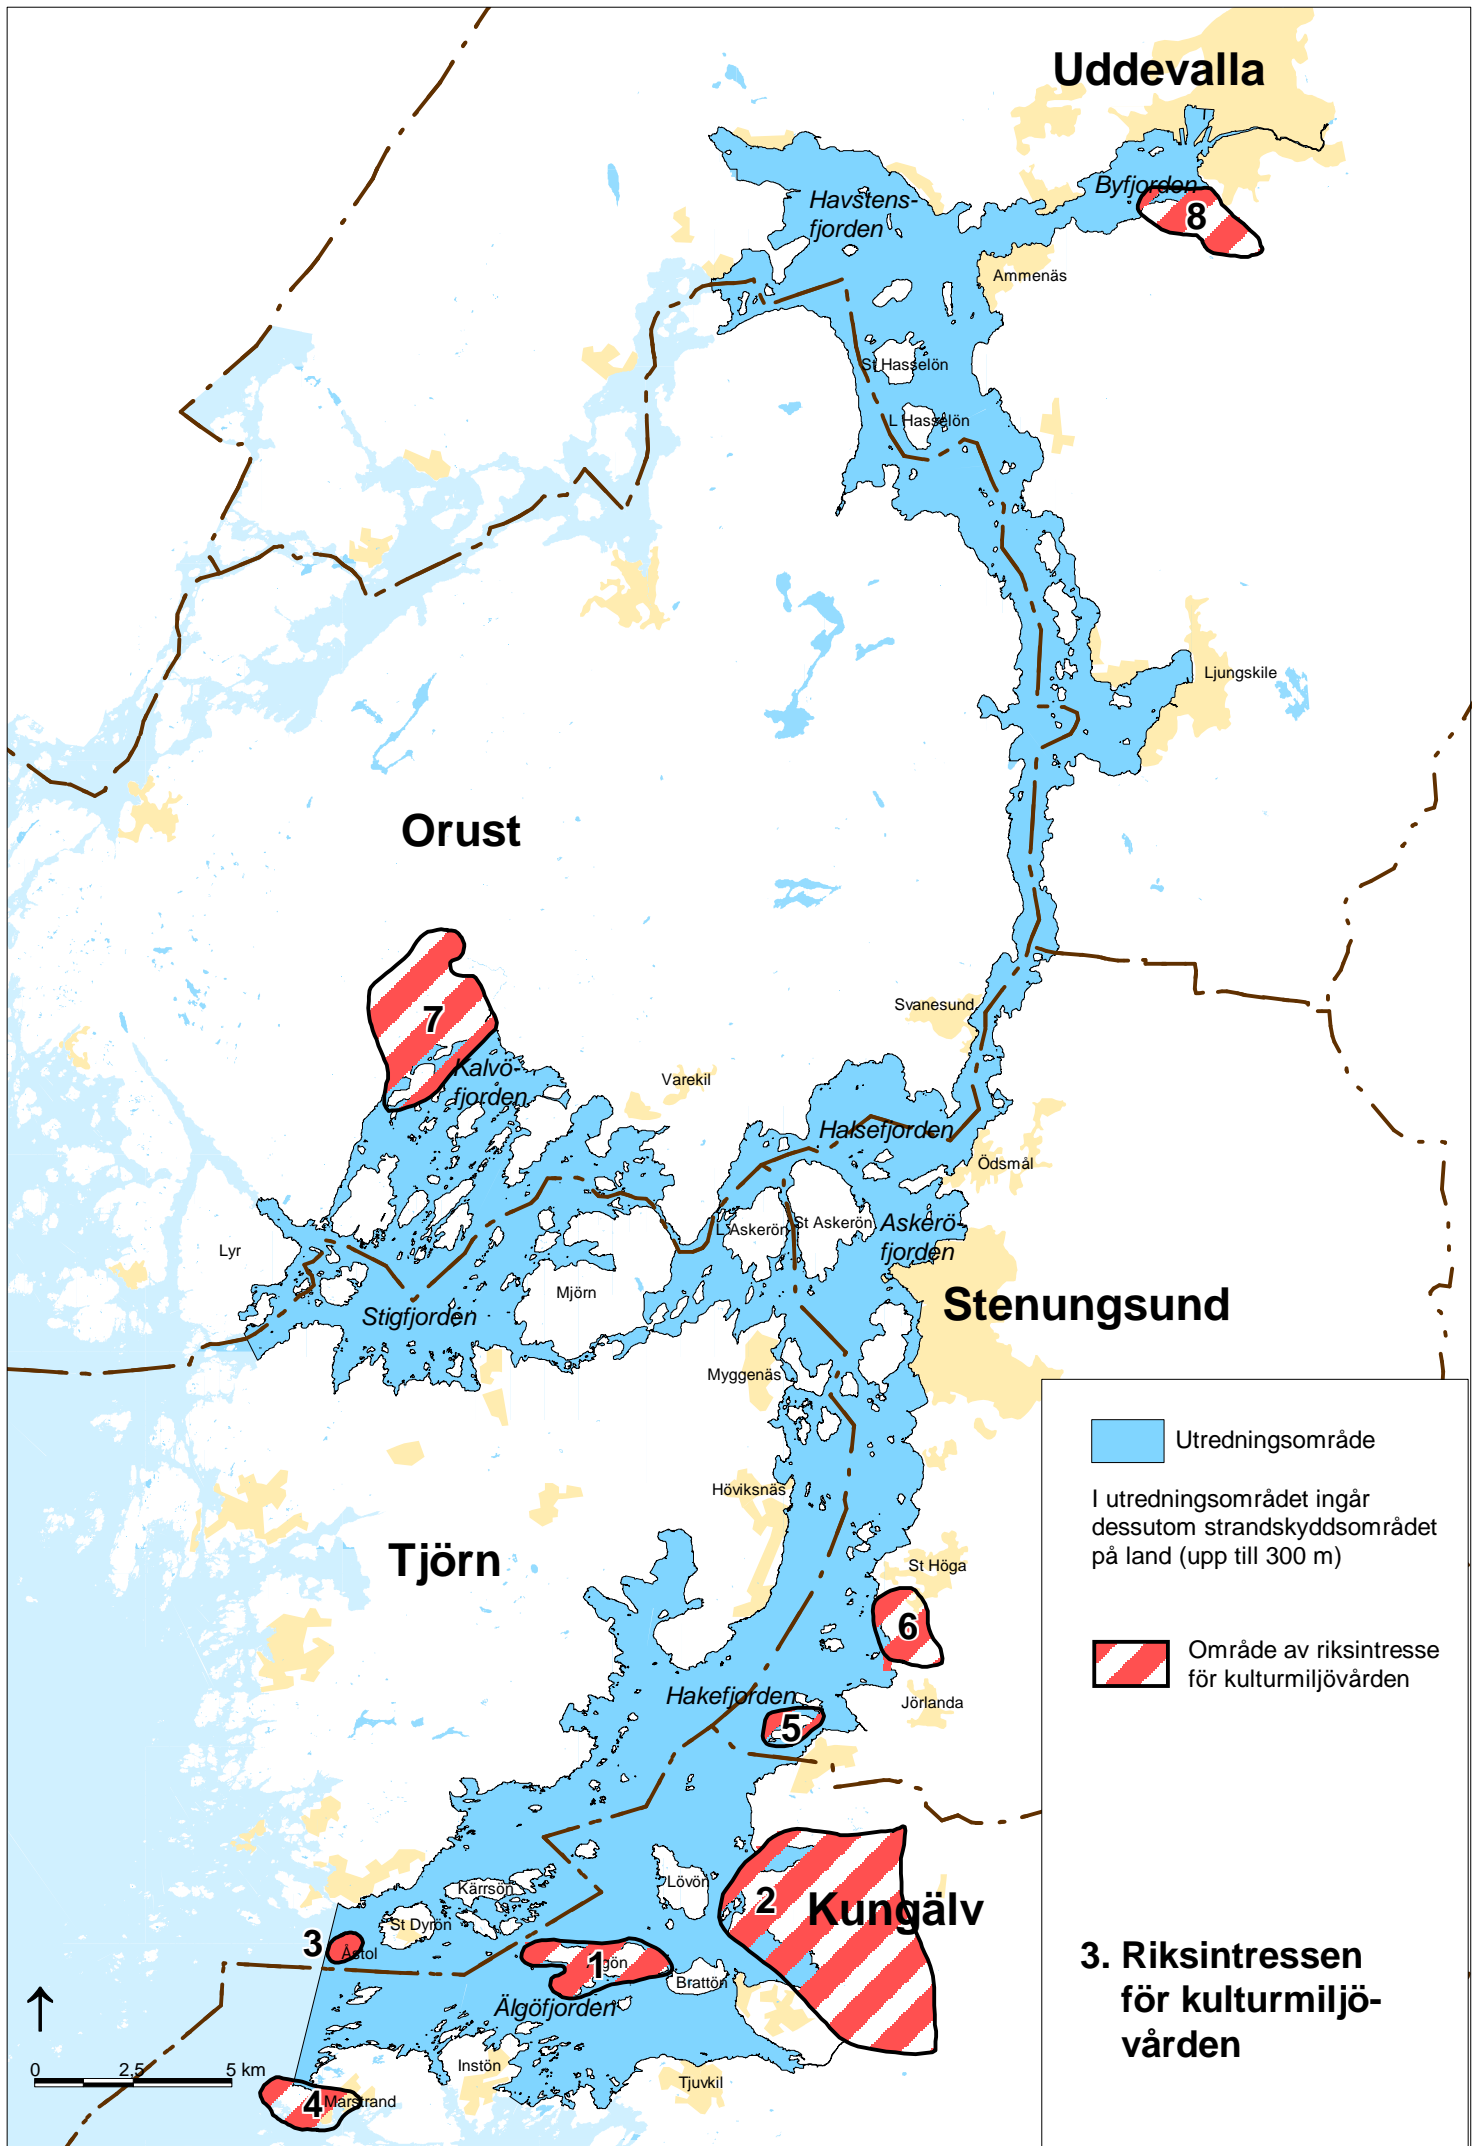 Uddevalla
Byfjorden
Havstens-
fjorden
8
Ammenäs
St Hasselön
L Hasselön
Ljungskile
Orust
7
Svanesund
Kalvö-
fjorden
Varekil
Halsefjorden
Ödsmål
L Askerön
St Askerön
Askerö-
fjorden
Lyr
Mjörn
Stigfjorden
Stenungsund
Myggenäs
Utredningsområde
I utredningsområdet ingår
dessutom strandskyddsområdet
på land (upp till 300 m)
Höviksnäs
Tjörn
St Höga
6
Område av riksintresse
för kulturmiljövården
Hakefjorden
Jörlanda
5
Kärrsön
Lövön
2
Kungälv
St Dyrön
3
Åstol
1
Brattön
Älgöfjorden
3. Riksintressen
för kulturmiljö-
vården
0 2,5 5 km
Instön
Tjuvkil
4
Marstrand